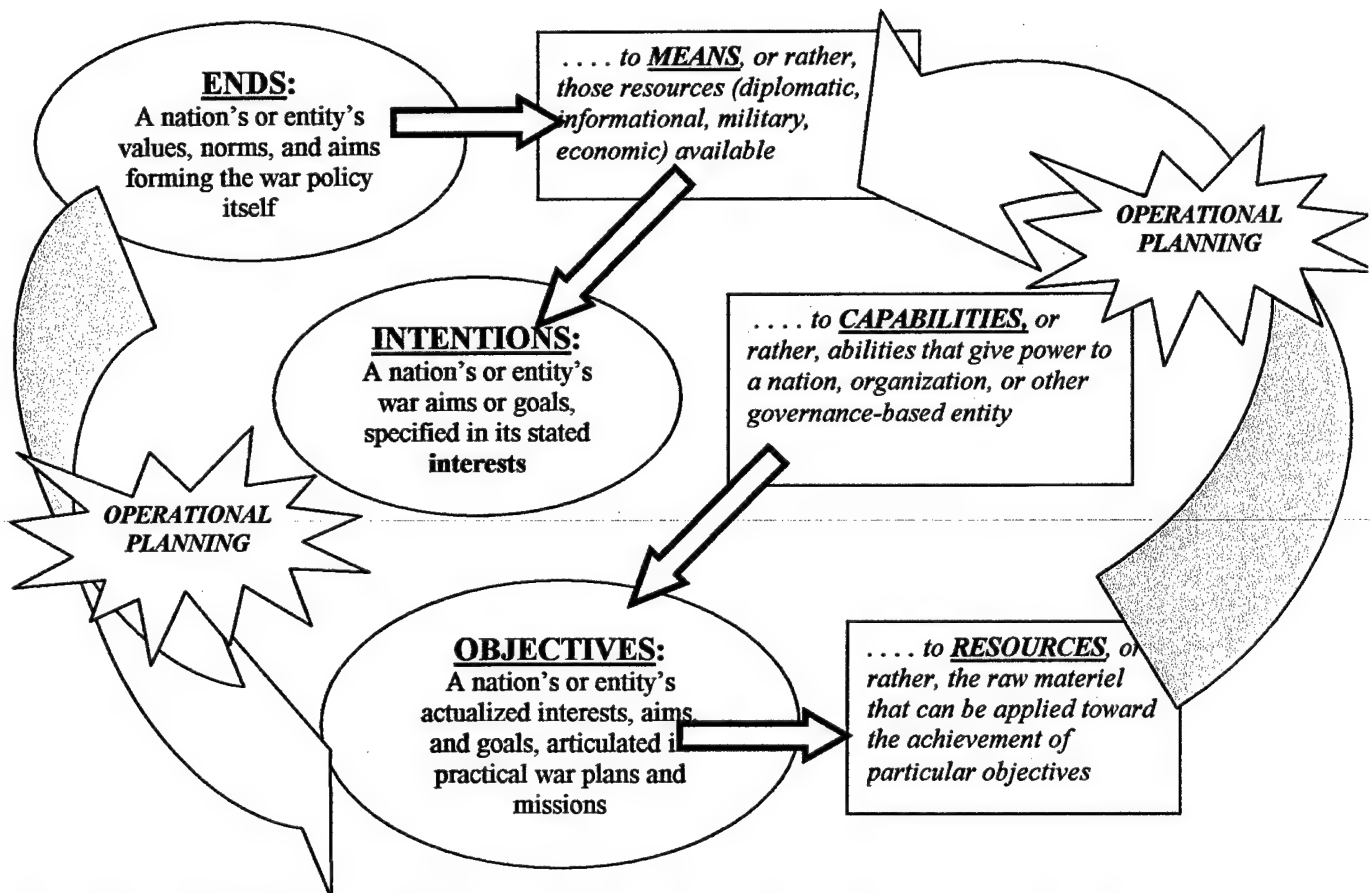 ENDS:
A nation's or entity's
values, norms, and aims
forming the war policy
itself
. . . . to MEANS, or rather,
those resources (diplomatic,
informational, military,
economic) available
OPERATIONAL
PLANNING
INTENTIONS:
A nation's or entity's
war aims or goals,
specified in its stated
interests
. . . . to CAPABILITIES, or
rather, abilities that give power to
a nation, organization, or other
governance-based entity
OPERATIONAL
PLANNING
OBJECTIVES:
A nation's or entity's
actualized interests, aims,
and goals, articulated i
practical war plans and
missions
. . . . to RESOURCES, or
rather, the raw materiel
that can be applied toward
the achievement of
particular objectives